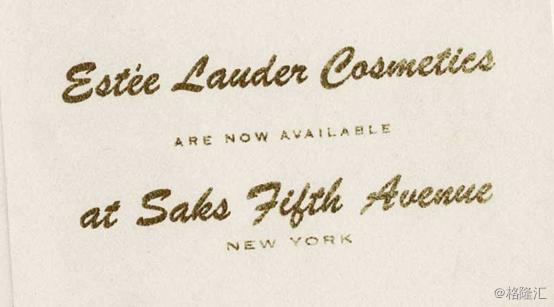 Estée Lauder Cosmetics
ARE NOW AVAILABLE
at Saks Fifth Avenue
NEW YORK
@格隆汇